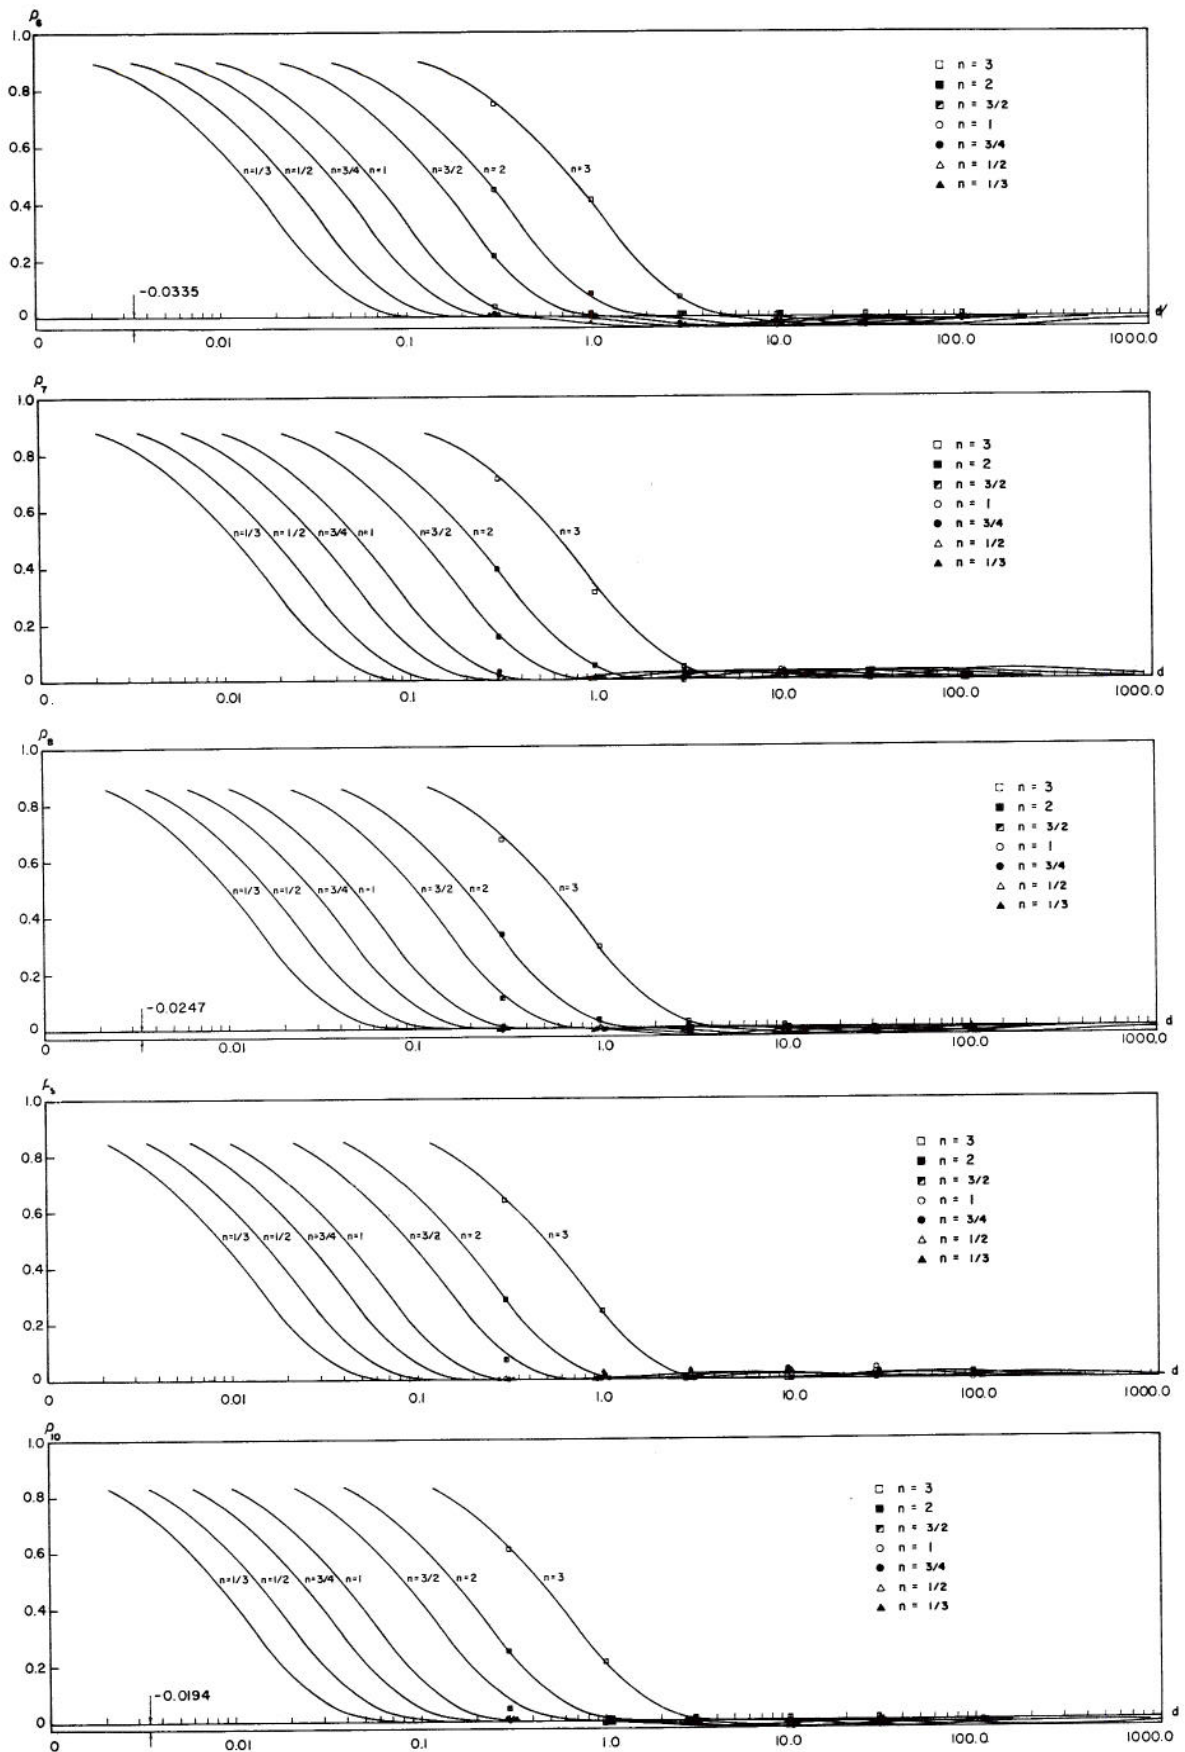 ρ₆
1.0
0.8
0.6
0.4
0.2
0
n=1/3 n=1/2 n=3/4 n=1 n=3/2 n=2 n=3
□ n = 3
■ n = 2
n = 3/2
○ n = 1
● n = 3/4
△ n = 1/2
▲ n = 1/3
-0.0335
0 0.01 0.1 1.0 10.0 100.0 1000.0
ρ₇
1.0
0.8
0.6
0.4
0.2
0
n=1/3 n=1/2 n=3/4 n=1 n=3/2 n=2 n=3
□ n = 3
■ n = 2
n = 3/2
○ n = 1
● n = 3/4
△ n = 1/2
▲ n = 1/3
d
0. 0.01 0.1 1.0 10.0 100.0 1000.0
ρ₈
1.0
0.8
0.6
0.4
0.2
0
n=1/3 n=1/2 n=3/4 n=1 n=3/2 n=2 n=3
□ n = 3
■ n = 2
n = 3/2
○ n = 1
● n = 3/4
△ n = 1/2
▲ n = 1/3
-0.0247
d
0 0.01 0.1 1.0 10.0 100.0 1000.0
1.0
0.8
0.6
0.4
0.2
0
n=1/3 n=1/2 n=3/4 n=1 n=3/2 n=2 n=3
□ n = 3
■ n = 2
n = 3/2
○ n = 1
● n = 3/4
△ n = 1/2
▲ n = 1/3
d
0 0.01 0.1 1.0 10.0 100.0 1000.0
ρ₁₀
1.0
0.8
0.6
0.4
0.2
0
n=1/3 n=1/2 n=3/4 n=1 n=3/2 n=2 n=3
□ n = 3
■ n = 2
n = 3/2
○ n = 1
● n = 3/4
△ n = 1/2
▲ n = 1/3
-0.0194
d
0 0.01 0.1 1.0 10.0 100.0 1000.0